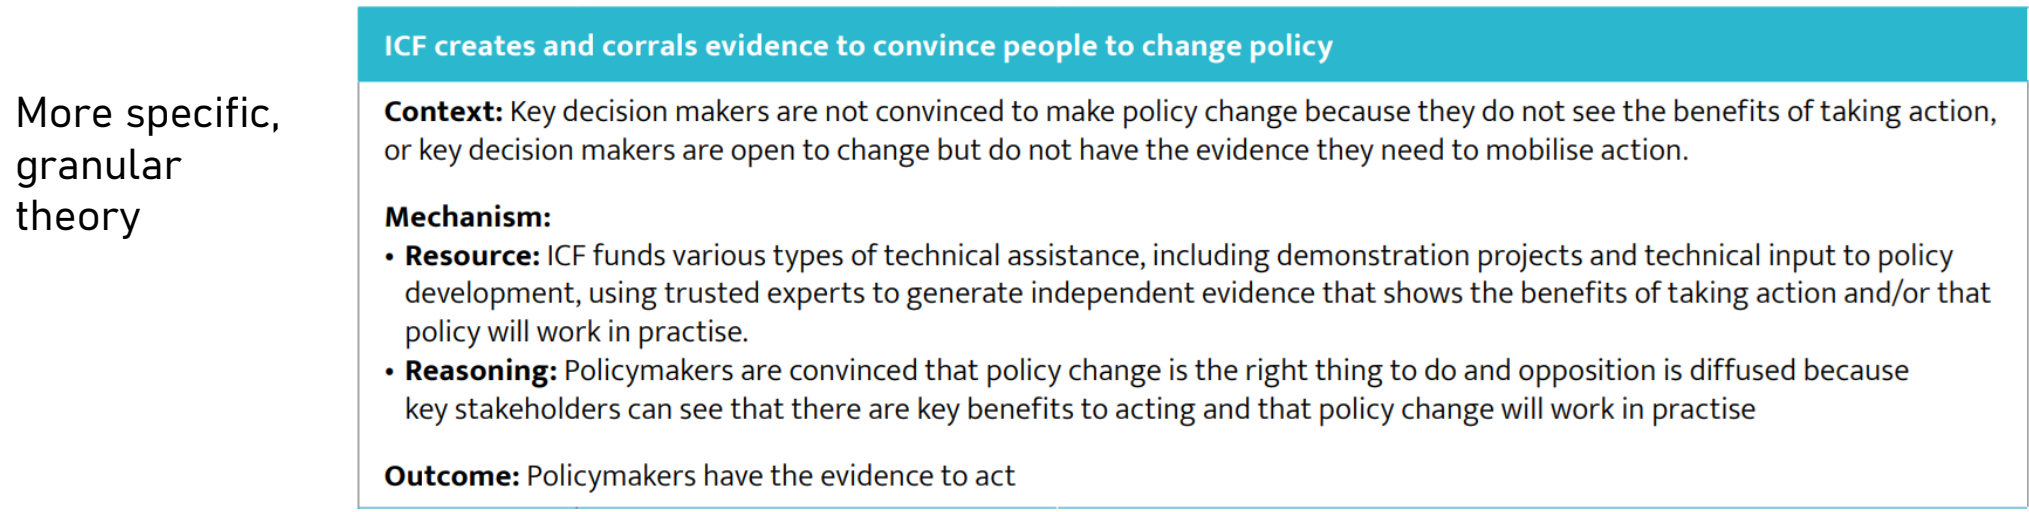 More specific,
granular
theory
ICF creates and corrals evidence to convince people to change policy
Context: Key decision makers are not convinced to make policy change because they do not see the benefits of taking action,
or key decision makers are open to change but do not have the evidence they need to mobilise action.
Mechanism:
• Resource: ICF funds various types of technical assistance, including demonstration projects and technical input to policy
development, using trusted experts to generate independent evidence that shows the benefits of taking action and/or that
policy will work in practise.
• Reasoning: Policymakers are convinced that policy change is the right thing to do and opposition is diffused because
key stakeholders can see that there are key benefits to acting and that policy change will work in practise
Outcome: Policymakers have the evidence to act